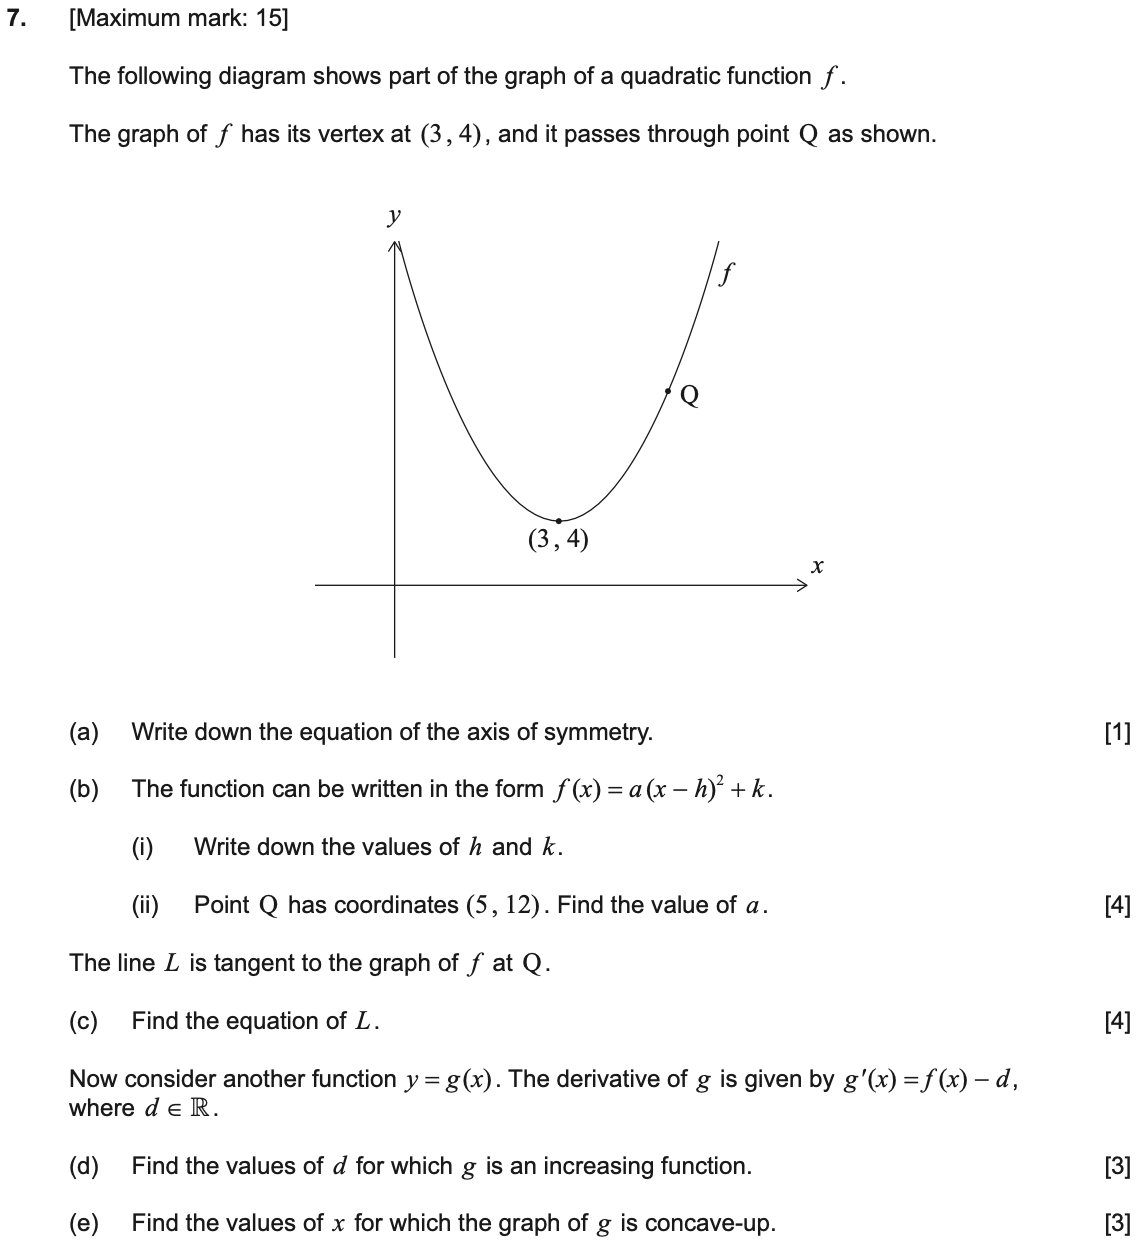 7. [Maximum mark: 15]
The following diagram shows part of the graph of a quadratic function f.
The graph of f has its vertex at (3, 4), and it passes through point Q as shown.
y
f
Q
(3, 4)
x
(a) Write down the equation of the axis of symmetry. [1]
(b) The function can be written in the form f(x) = a(x − h)² + k.
(i) Write down the values of h and k.
(ii) Point Q has coordinates (5, 12). Find the value of a. [4]
The line L is tangent to the graph of f at Q.
(c) Find the equation of L. [4]
Now consider another function y = g(x). The derivative of g is given by g′(x) = f(x) − d,
where d ∈ ℝ.
(d) Find the values of d for which g is an increasing function. [3]
(e) Find the values of x for which the graph of g is concave-up. [3]